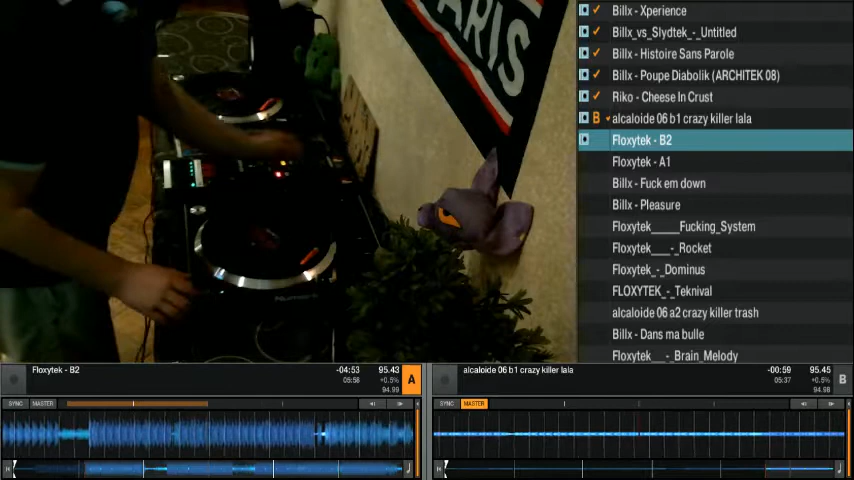 PARIS
Billx - Xperience
Billx_vs_Slydtek_-_Untitled
Billx - Histoire Sans Parole
Billx - Poupe Diabolik (ARCHITEK 08)
Riko - Cheese In Crust
B alcaloide 06 b1 crazy killer lala
Floxytek - B2
Floxytek - A1
Billx - Fuck em down
Billx - Pleasure
Floxytek_____Fucking_System
Floxytek___-_Rocket
Floxytek_-_Dominus
FLOXYTEK_-_Teknival
alcaloide 06 a2 crazy killer trash
Billx - Dans ma bulle
Floxytek__-_Brain_Melody
Floxytek - B2 -04:53 95.43 A
05:58 +0.5%
94.99
SYNC MASTER
alcaloide 06 b1 crazy killer lala -00:59 95.45 B
05:37 +0.5%
94.98
SYNC MASTER